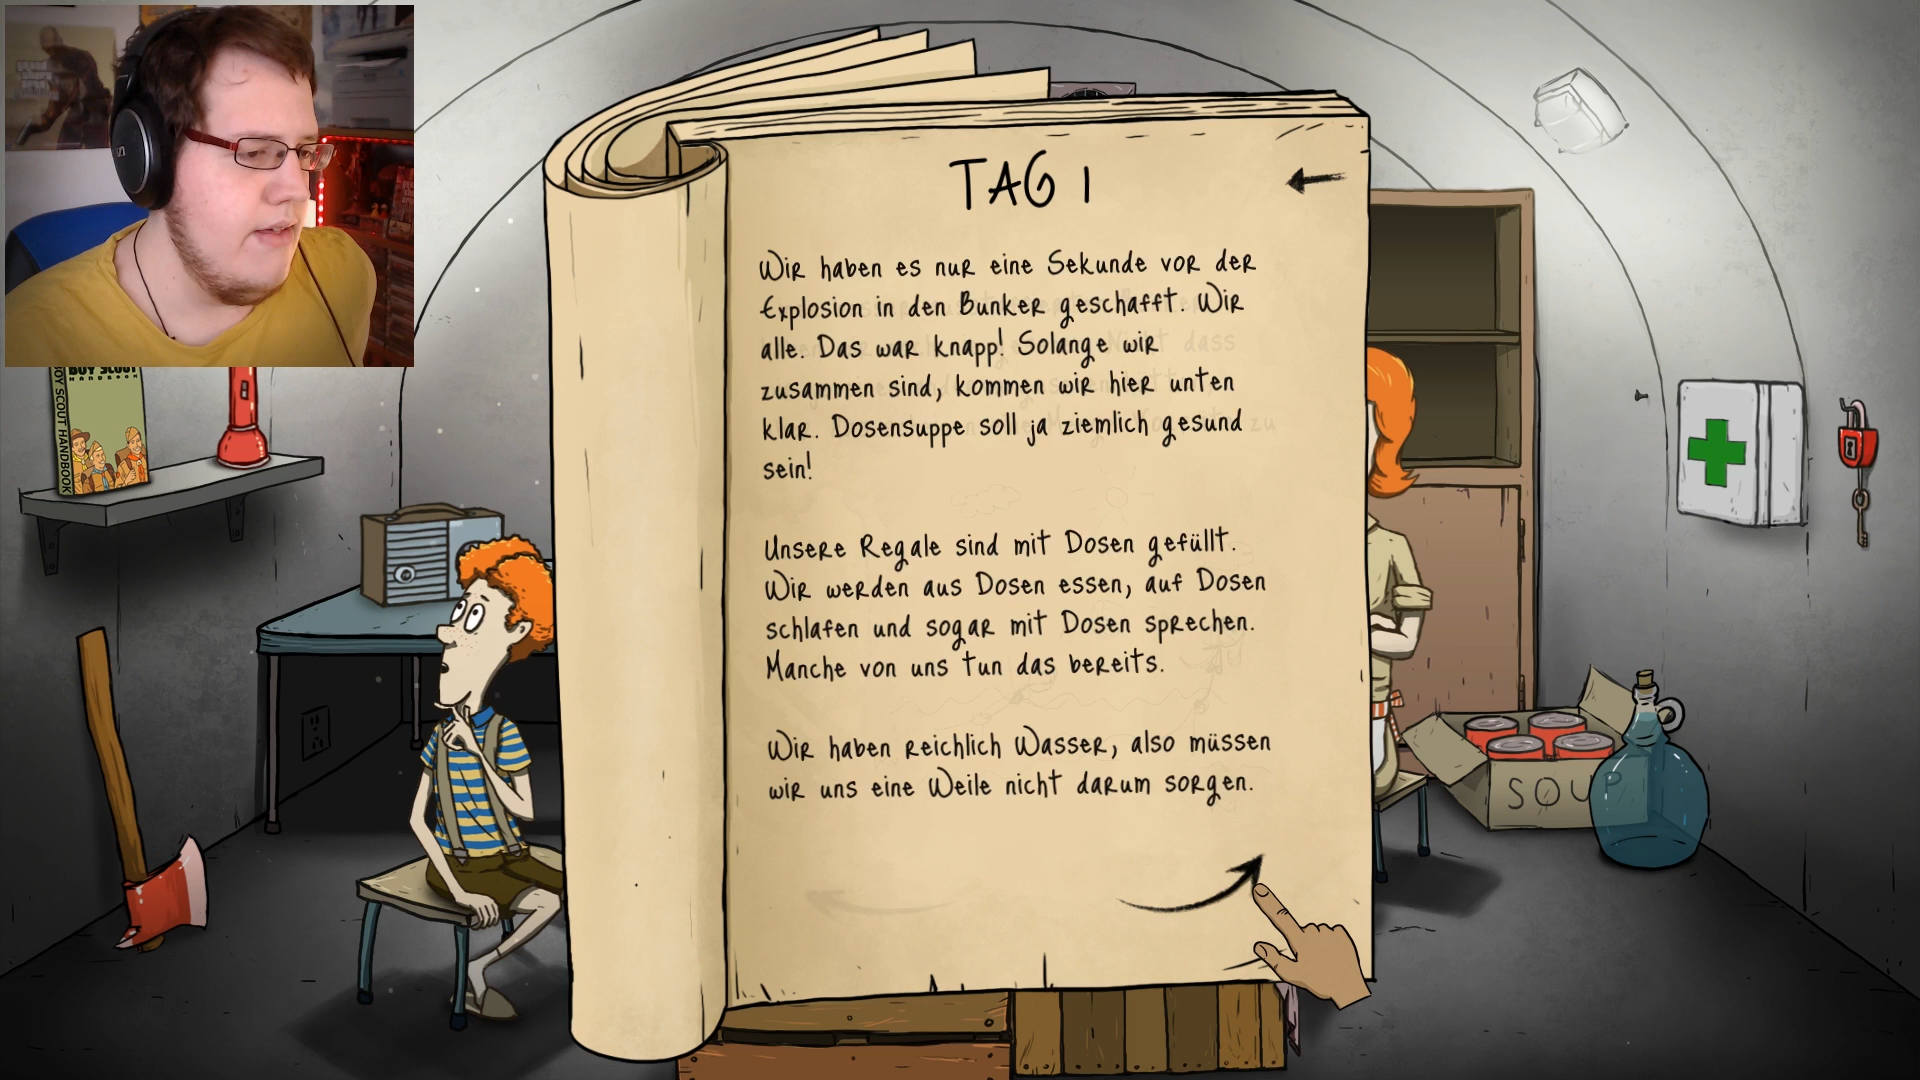 BOY SCOUT
HANDBOOK
BOY SCOUT HANDBOOK
TAG 1
Wir haben es nur eine Sekunde vor der
Explosion in den Bunker geschafft. Wir
alle. Das war knapp! Solange wir
zusammen sind, kommen wir hier unten
klar. Dosensuppe soll ja ziemlich gesund
sein!
Unsere Regale sind mit Dosen gefüllt.
Wir werden aus Dosen essen, auf Dosen
schlafen und sogar mit Dosen sprechen.
Manche von uns tun das bereits.
Wir haben reichlich Wasser, also müssen
wir uns eine Weile nicht darum sorgen.
SOUP